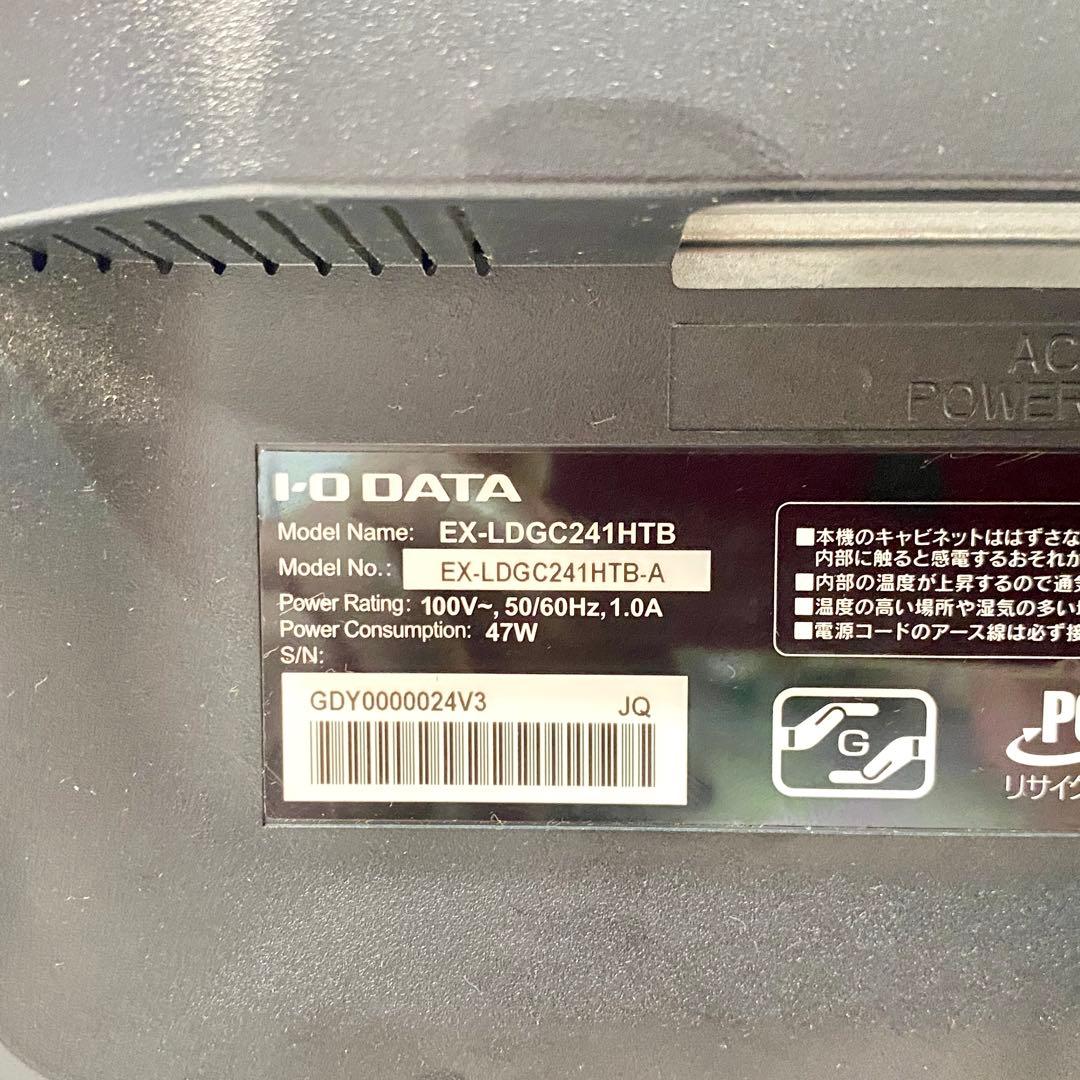 AC
POWER
I-O DATA
Model Name: EX-LDGC241HTB
Model No.: EX-LDGC241HTB-A
Power Rating: 100V~, 50/60Hz, 1.0A
Power Consumption: 47W
S/N:
GDY0000024V3 JQ
■本機のキャビネットははずさな
内部に触ると感電するおそれが
■内部の温度が上昇するので通気
■温度の高い場所や湿気の多い
■電源コードのアース線は必ず接
G
PC
リサイク